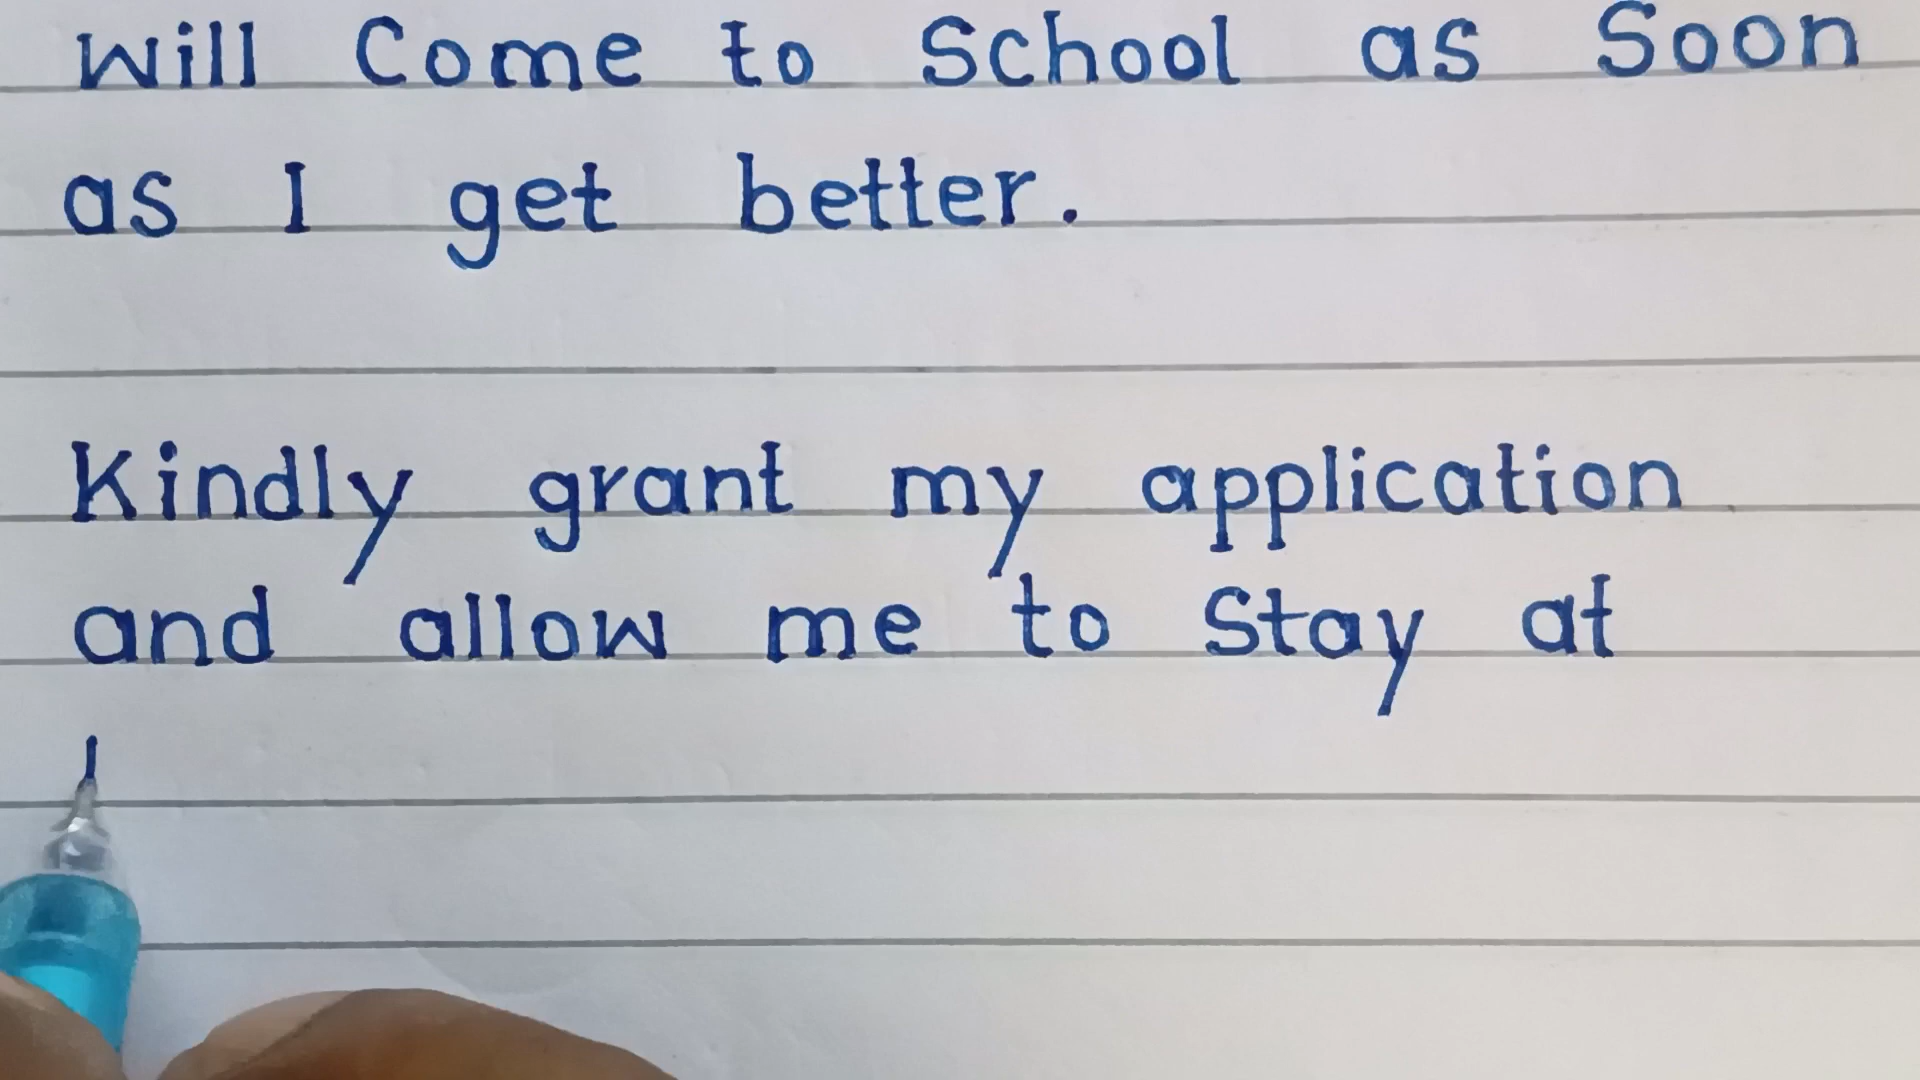 Will Come to School as Soon
as I get better.
Kindly grant my application
and allow me to Stay at